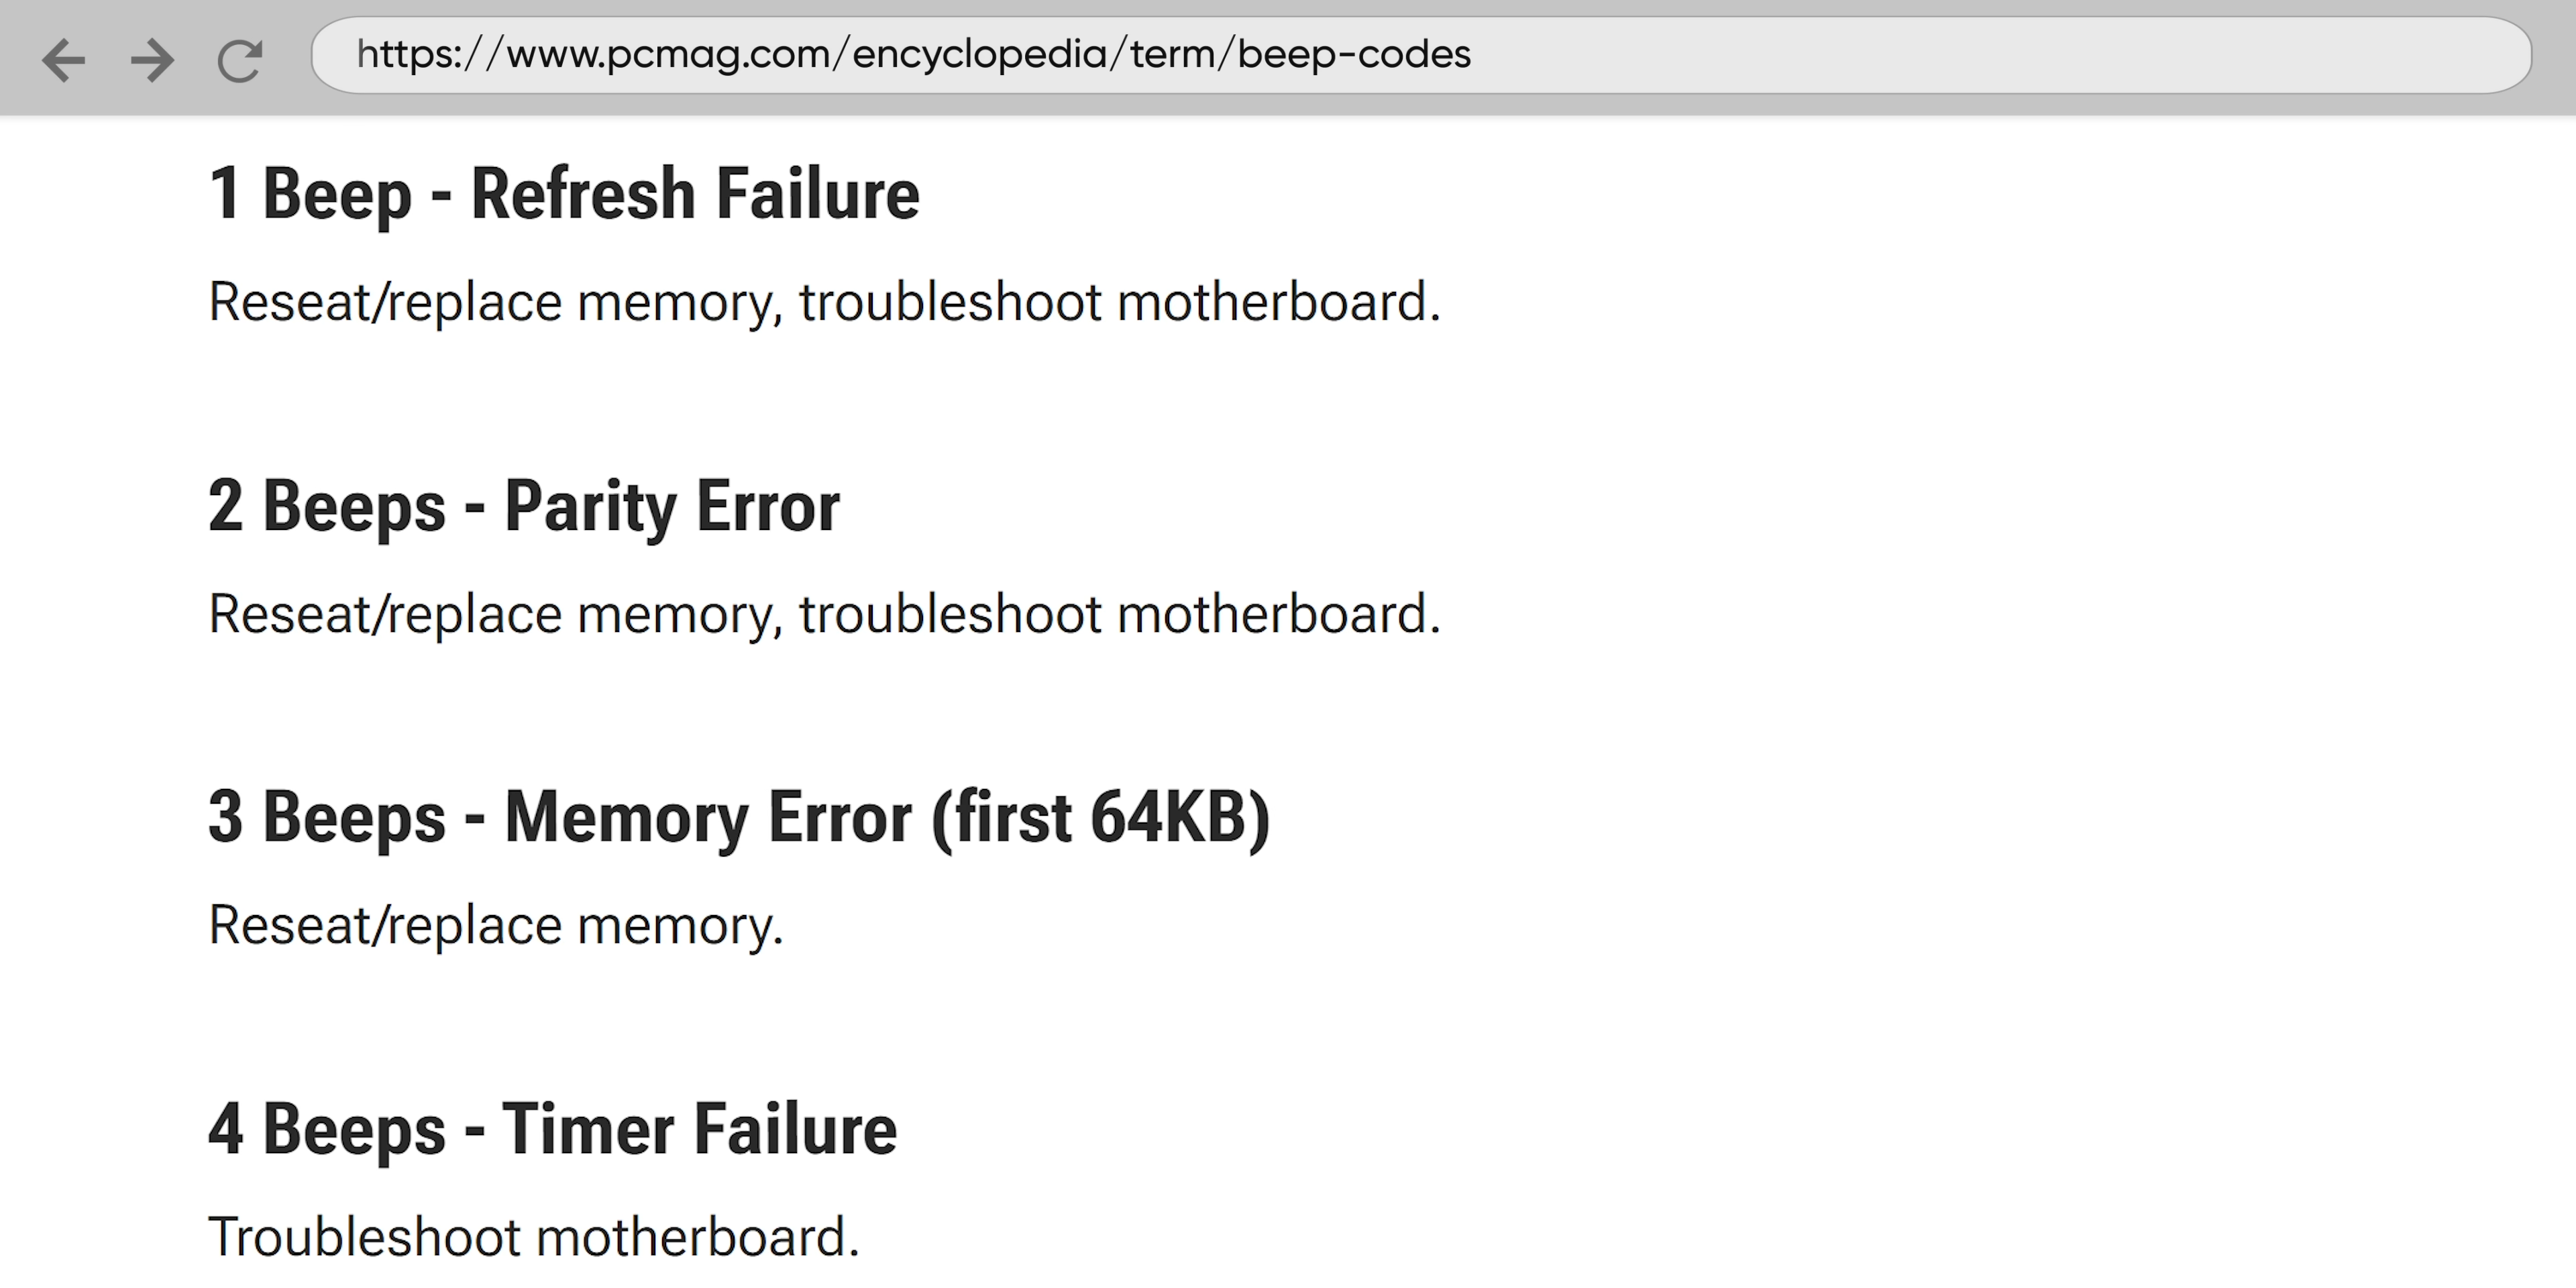 https://www.pcmag.com/encyclopedia/term/beep-codes
1 Beep - Refresh Failure
Reseat/replace memory, troubleshoot motherboard.
2 Beeps - Parity Error
Reseat/replace memory, troubleshoot motherboard.
3 Beeps - Memory Error (first 64KB)
Reseat/replace memory.
4 Beeps - Timer Failure
Troubleshoot motherboard.